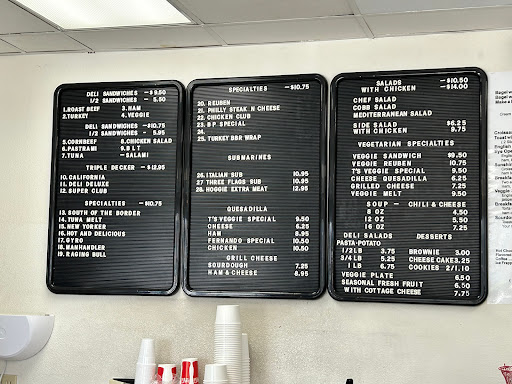 DELI SANDWICHES —$9.50
1/2 SANDWICHES - 5.50
1. ROAST BEEF 3. HAM
2. TURKEY 4. VEGGIE
DELI SANDWICHES —$10.75
1/2 SANDWICHES - 5.95
5. CORNBEEF 8. CHICKEN SALAD
6. PASTRAMI 9. B L T
7. TUNA - SALAMI
TRIPLE DECKER — $12.95
10. CALIFORNIA
11. DELI DELUXE
12. SUPER CLUB
SPECIALTIES —$10.75
13. SOUTH OF THE BORDER
14. TUNA MELT
15. NEW YORKER
16. HOT AND DELICIOUS
17. GYRO
18. MANHANDLER
19. RAGING BULL
SPECIALTIES —$10.75
20. REUBEN
21. PHILLY STEAK N CHEESE
22. CHICKEN CLUB
23. B.P. SPECIAL
24.
25. TURKEY BBR WRAP
SUBMARINES
26. ITALIAN SUB 10.95
27. THREE FLAGS SUB 10.95
28. HOGGIE EXTRA MEAT 12.95
QUESADILLA
T'S VEGGIE SPECIAL 9.50
CHEESE 6.25
HAM 8.95
FERNANDO SPECIAL 10.50
CHICKEN 10.50
GRILL CHEESE
SOURDOUGH 7.25
HAM & CHEESE 8.95
SALADS —$10.50
WITH CHICKEN —$14.00
CHEF SALAD
COBB SALAD
MEDITERRANEAN SALAD
SIDE SALAD $6.25
WITH CHICKEN 9.75
VEGETARIAN SPECIALTIES
VEGGIE SANDWICH $9.50
VEGGIE REUBEN 10.75
T'S VEGGIE SPECIAL 9.50
CHEESE QUESADILLA 6.25
GRILLED CHEESE 7.25
VEGGIE MELT 9.50
SOUP — CHILI & CHEESE
8 OZ 4.50
12 OZ 5.50
16 OZ 7.25
DELI SALADS DESSERTS
PASTA-POTATO
1/2 LB 3.75 BROWNIE 3.00
3/4 LB 5.25 CHEESE CAKE 3.25
1 LB 6.75 COOKIES 2/1.10
VEGGIE PLATE 6.50
SEASONAL FRESH FRUIT 6.50
WITH COTTAGE CHEESE 7.75